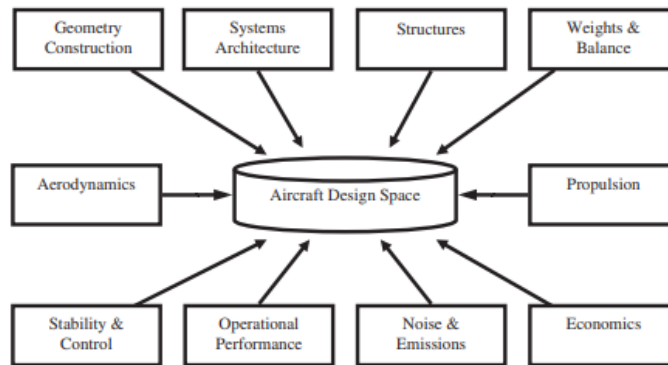 Geometry
Construction
Systems
Architecture
Structures
Weights &
Balance
Aerodynamics
Aircraft Design Space
Propulsion
Stability &
Control
Operational
Performance
Noise &
Emissions
Economics